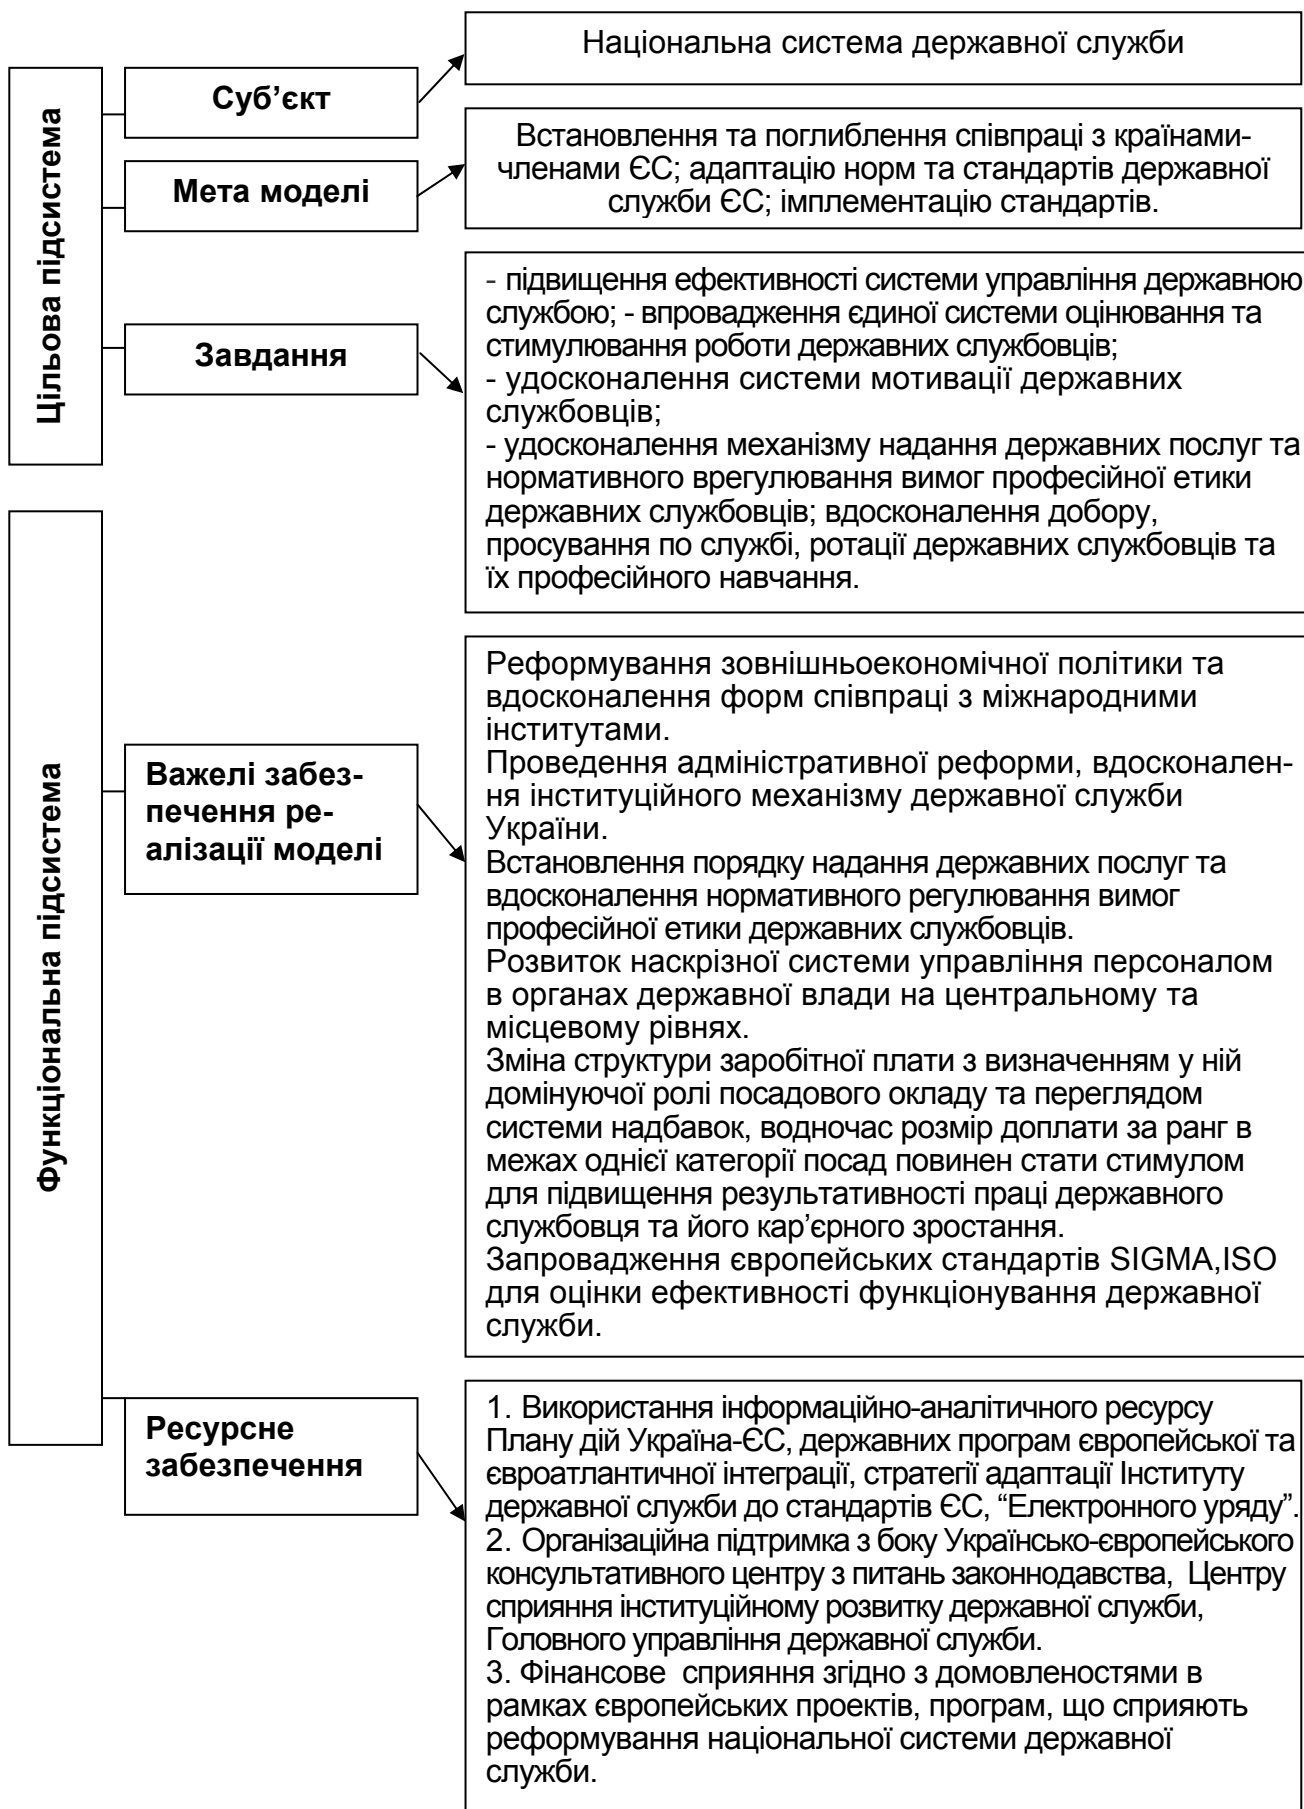 Цільова підсистема
Суб’єкт
Національна система державної служби
Мета моделі
Встановлення та поглиблення співпраці з країнами-
членами ЄС; адаптацію норм та стандартів державної
служби ЄС; імплементацію стандартів.
Завдання
- підвищення ефективності системи управління державною
службою; - впровадження єдиної системи оцінювання та
стимулювання роботи державних службовців;
- удосконалення системи мотивації державних
службовців;
- удосконалення механізму надання державних послуг та
нормативного врегулювання вимог професійної етики
державних службовців; вдосконалення добору,
просування по службі, ротації державних службовців та
їх професійного навчання.
Функціональна підсистема
Важелі забез-
печення ре-
алізації моделі
Реформування зовнішньоекономічної політики та
вдосконалення форм співпраці з міжнародними
інститутами.
Проведення адміністративної реформи, вдосконален-
ня інституційного механізму державної служби
України.
Встановлення порядку надання державних послуг та
вдосконалення нормативного регулювання вимог
професійної етики державних службовців.
Розвиток наскрізної системи управління персоналом
в органах державної влади на центральному та
місцевому рівнях.
Зміна структури заробітної плати з визначенням у ній
домінуючої ролі посадового окладу та переглядом
системи надбавок, водночас розмір доплати за ранг в
межах однієї категорії посад повинен стати стимулом
для підвищення результативності праці державного
службовця та його кар’єрного зростання.
Запровадження європейських стандартів SIGMA,ISO
для оцінки ефективності функціонування державної
служби.
Ресурсне
забезпечення
1. Використання інформаційно-аналітичного ресурсу
Плану дій Україна-ЄС, державних програм європейської та
євроатлантичної інтеграції, стратегії адаптації Інституту
державної служби до стандартів ЄС, “Електронного уряду”.
2. Організаційна підтримка з боку Українсько-європейського
консультативного центру з питань законнодавства, Центру
сприяння інституційному розвитку державної служби,
Головного управління державної служби.
3. Фінансове сприяння згідно з домовленостями в
рамках європейських проектів, програм, що сприяють
реформування національної системи державної
служби.